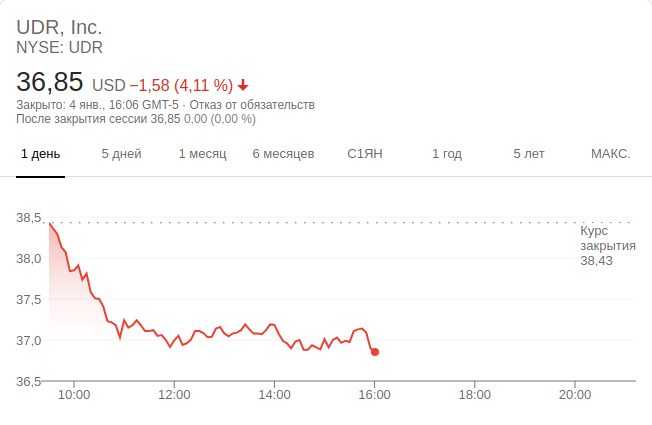 UDR, Inc.
NYSE: UDR
36,85 USD −1,58 (4,11 %)
Закрыто: 4 янв., 16:06 GMT-5 · Отказ от обязательств
После закрытия сессии 36,85 0,00 (0,00 %)
1 день 5 дней 1 месяц 6 месяцев С1ЯН 1 год 5 лет МАКС.
38,5
Курс
закрытия
38,43
38,0
37,5
37,0
36,5
10:00 12:00 14:00 16:00 18:00 20:00